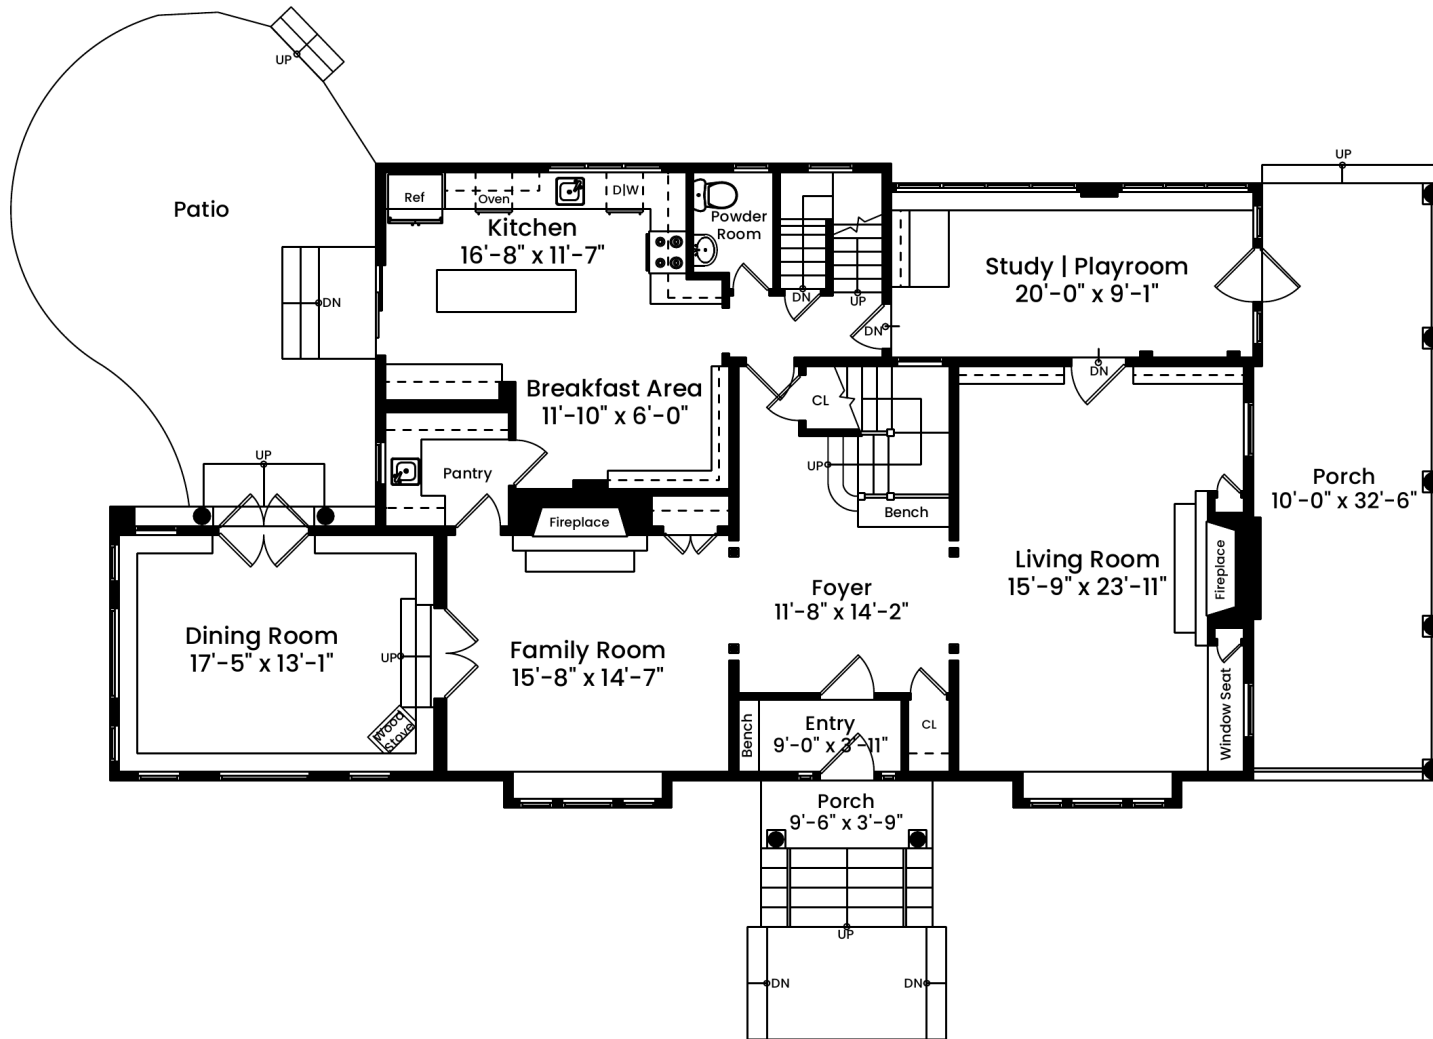 UP
UP
Patio
Ref
Oven
D|W
Kitchen
16'-8" x 11'-7"
Powder
Room
DN
UP
DN
DN
Study | Playroom
20'-0" x 9'-1"
DN
Breakfast Area
11'-10" x 6'-0"
CL
UP
UP
Pantry
Porch
10'-0" x 32'-6"
Fireplace
Bench
Living Room
15'-9" x 23'-11"
Fireplace
Foyer
11'-8" x 14'-2"
Dining Room
17'-5" x 13'-1"
UP
Family Room
15'-8" x 14'-7"
Wood
Stove
Bench
Entry
9'-0" x 3'-11"
CL
Window Seat
Porch
9'-6" x 3'-9"
UP
DN
DN